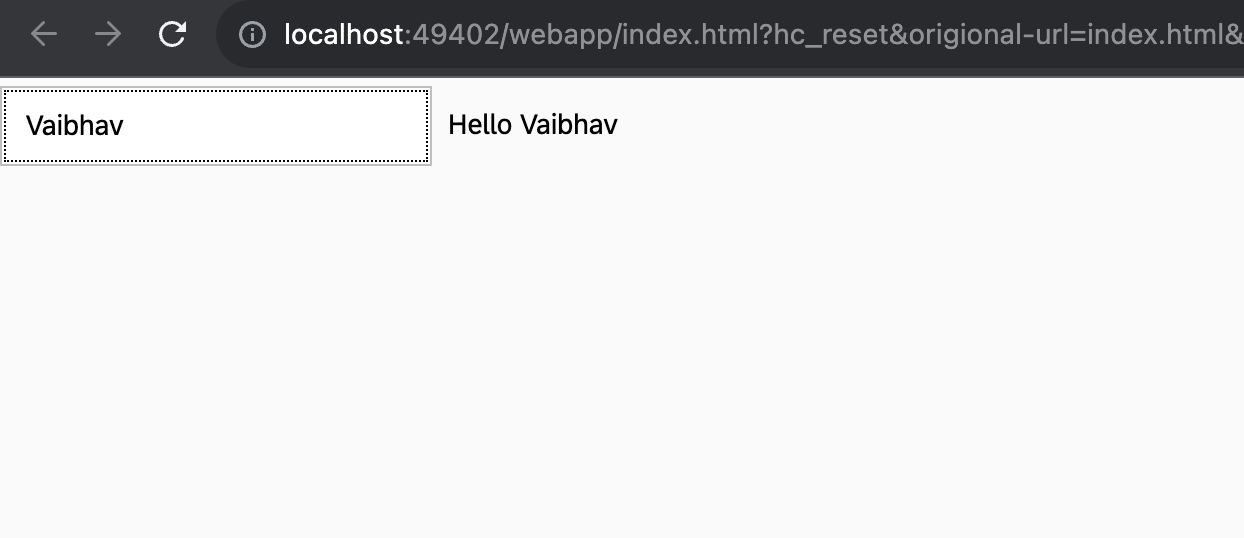 localhost:49402/webapp/index.html?hc_reset&origional-url=index.html&
Vaibhav
Hello Vaibhav